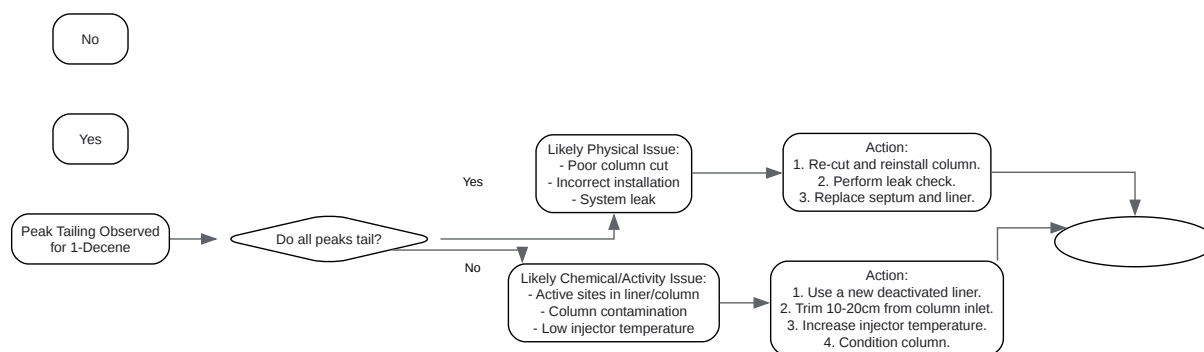 No
Yes
Peak Tailing Observed
for 1-Decene
Do all peaks tail?
Yes
No
Likely Physical Issue:
- Poor column cut
- Incorrect installation
- System leak
Action:
1. Re-cut and reinstall column.
2. Perform leak check.
3. Replace septum and liner.
Likely Chemical/Activity Issue:
- Active sites in liner/column
- Column contamination
- Low injector temperature
Action:
1. Use a new deactivated liner.
2. Trim 10-20cm from column inlet.
3. Increase injector temperature.
4. Condition column.